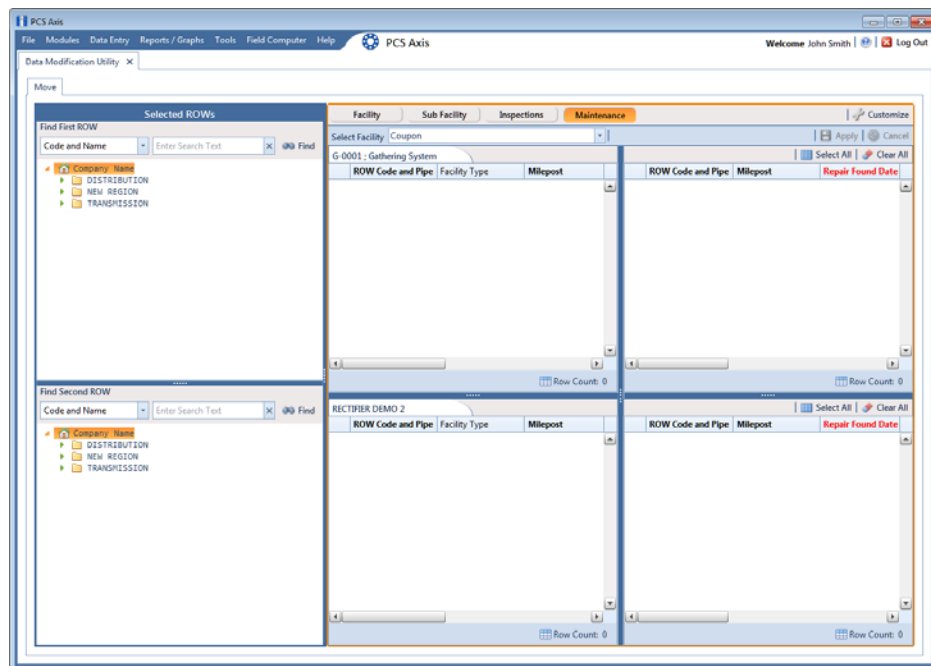 PCS Axis
File Modules Data Entry Reports / Graphs Tools Field Computer Help PCS Axis Welcome John Smith Log Out
Data Modification Utility
Move
Selected ROWs
Find First ROW
Code and Name Enter Search Text Find
Company Name
DISTRIBUTION
NEW REGION
TRANSMISSION
Find Second ROW
Code and Name Enter Search Text Find
Company Name
DISTRIBUTION
NEW REGION
TRANSMISSION
Facility Sub Facility Inspections Maintenance Customize
Select Facility Coupon Apply Cancel
G-0001 ; Gathering System Select All Clear All
ROW Code and Pipe Facility Type Milepost ROW Code and Pipe Milepost Repair Found Date
Row Count: 0 Row Count: 0
RECTIFIER DEMO 2 Select All Clear All
ROW Code and Pipe Facility Type Milepost ROW Code and Pipe Milepost Repair Found Date
Row Count: 0 Row Count: 0